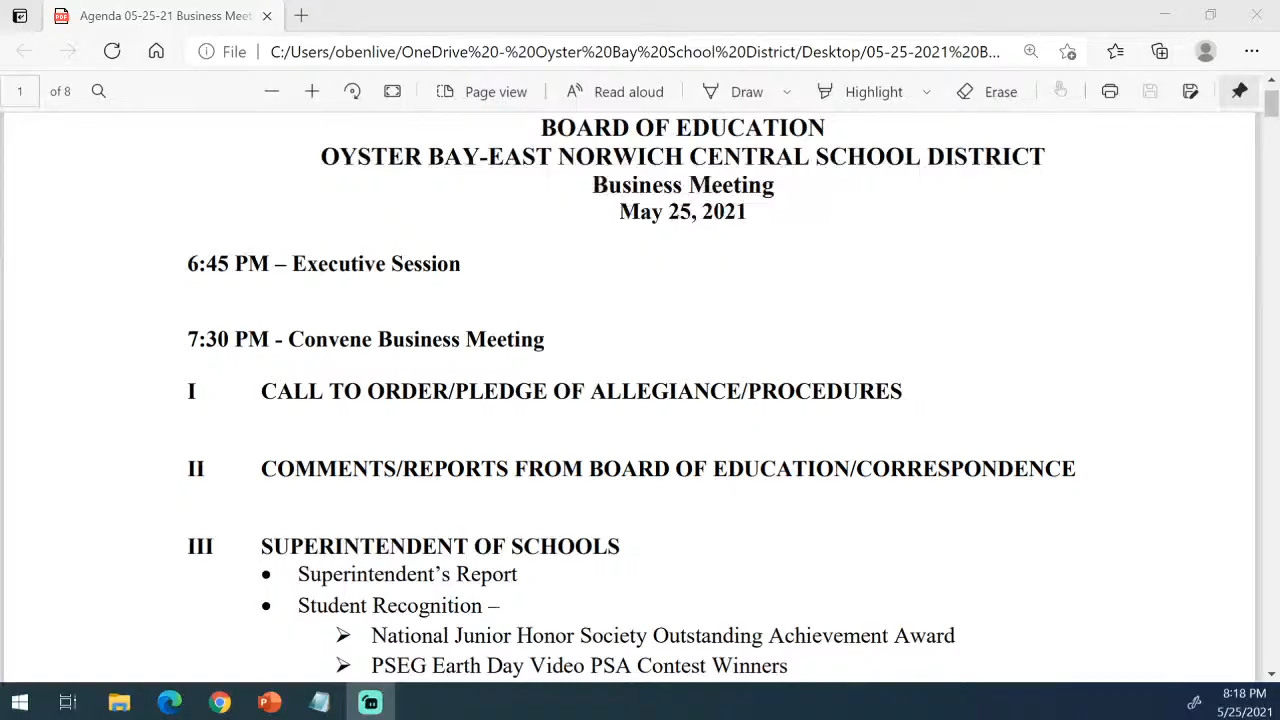 Agenda 05-25-21 Business Meet
File
C:/Users/obenlive/OneDrive%20-%20Oyster%20Bay%20School%20District/Desktop/05-25-2021%20B...
1 of 8
Page view
Read aloud
Draw
Highlight
Erase
BOARD OF EDUCATION
OYSTER BAY-EAST NORWICH CENTRAL SCHOOL DISTRICT
Business Meeting
May 25, 2021
6:45 PM – Executive Session
7:30 PM - Convene Business Meeting
I CALL TO ORDER/PLEDGE OF ALLEGIANCE/PROCEDURES
II COMMENTS/REPORTS FROM BOARD OF EDUCATION/CORRESPONDENCE
III SUPERINTENDENT OF SCHOOLS
• Superintendent’s Report
• Student Recognition –
➢ National Junior Honor Society Outstanding Achievement Award
➢ PSEG Earth Day Video PSA Contest Winners
8:18 PM
5/25/2021